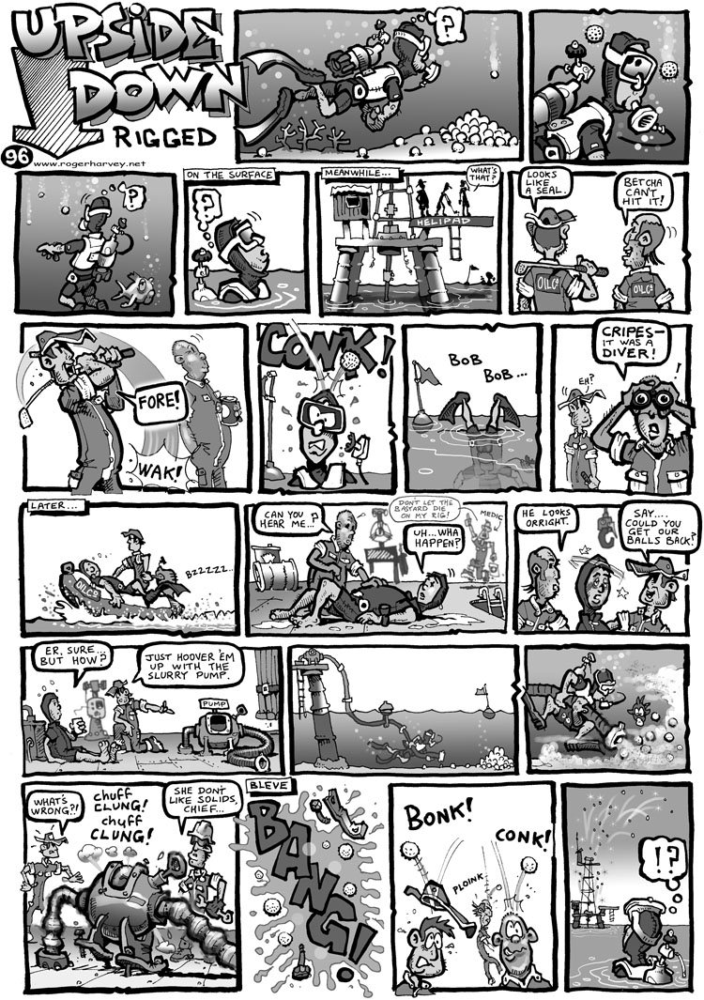 UPSIDE
DOWN
RIGGED
96
www.rogerharvey.net
?
?
ON THE SURFACE
?
MEANWHILE...
WHAT'S
THAT?
HELIPAD
LOOKS
LIKE
A SEAL.
OILCº
BETCHA
CAN'T
HIT IT!
OILCº
FORE!
WAK!
CONK!
BOB
BOB...
EH?
CRIPES–
IT WAS A
DIVER!
!
LATER...
OILCº
BZZZZZ..
CAN YOU
HEAR ME...?
DON'T LET THE
BASTARD DIE
ON MY RIG!
MEDIC
UH...WHA
HAPPEN?
HE LOOKS
ORRIGHT.
SAY....
COULD YOU
GET OUR
BALLS BACK?
ER, SURE...
BUT HOW?
JUST HOOVER 'EM
UP WITH THE
SLURRY PUMP.
PUMP
WHAT'S
WRONG?!
chuff
CLUNG!
chuff
CLUNG!
SHE DON'T
LIKE SOLIDS,
CHIEF...
BLEVE
BANG!
BONK!
PLOINK
CONK!
!?